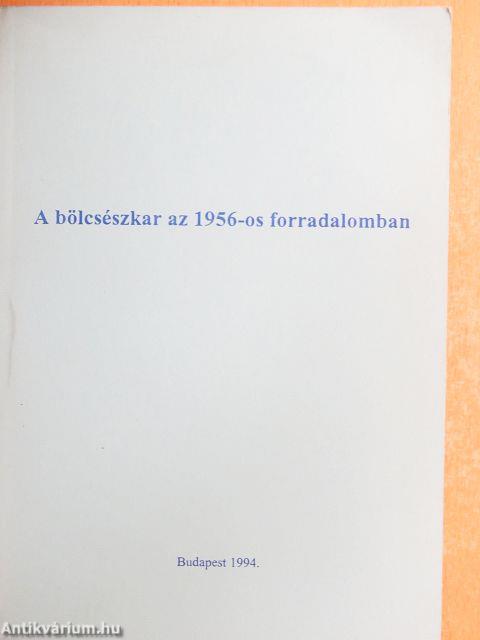 A bölcsészkar az 1956-os forradalomban
Budapest 1994.
Antikvárium.hu